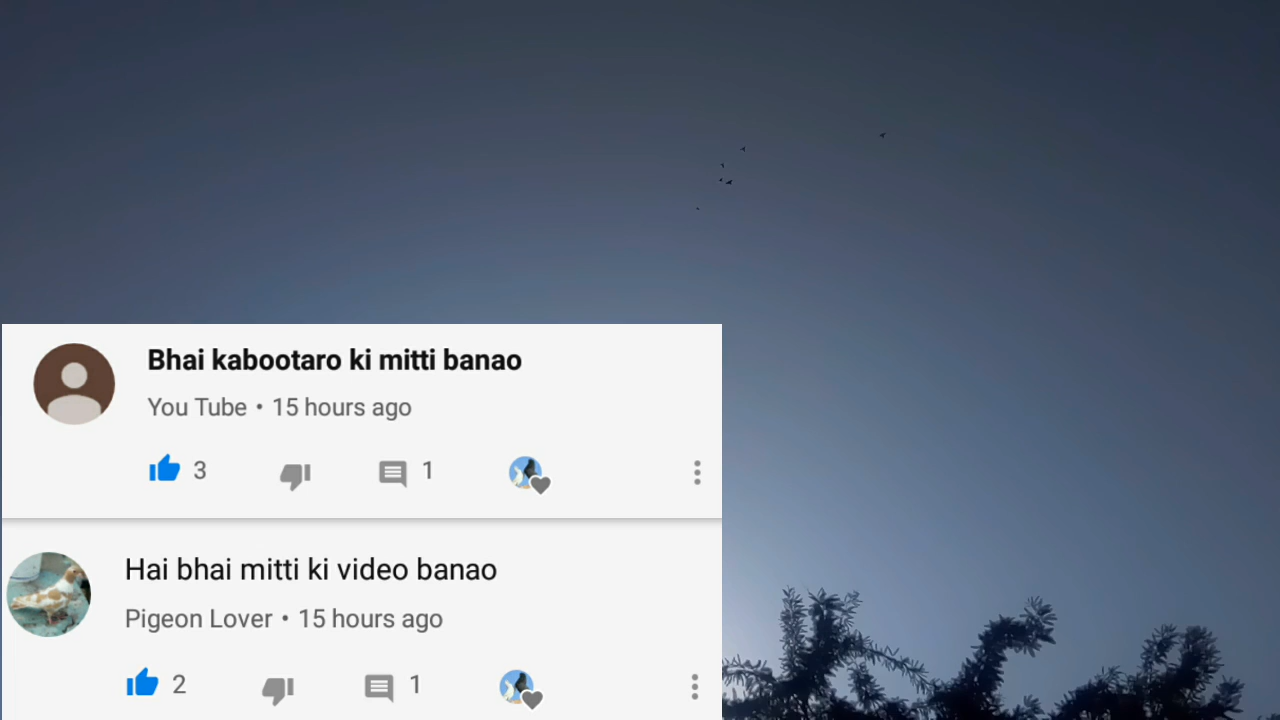 Bhai kabootaro ki mitti banao
You Tube • 15 hours ago
3 1
Hai bhai mitti ki video banao
Pigeon Lover • 15 hours ago
2 1